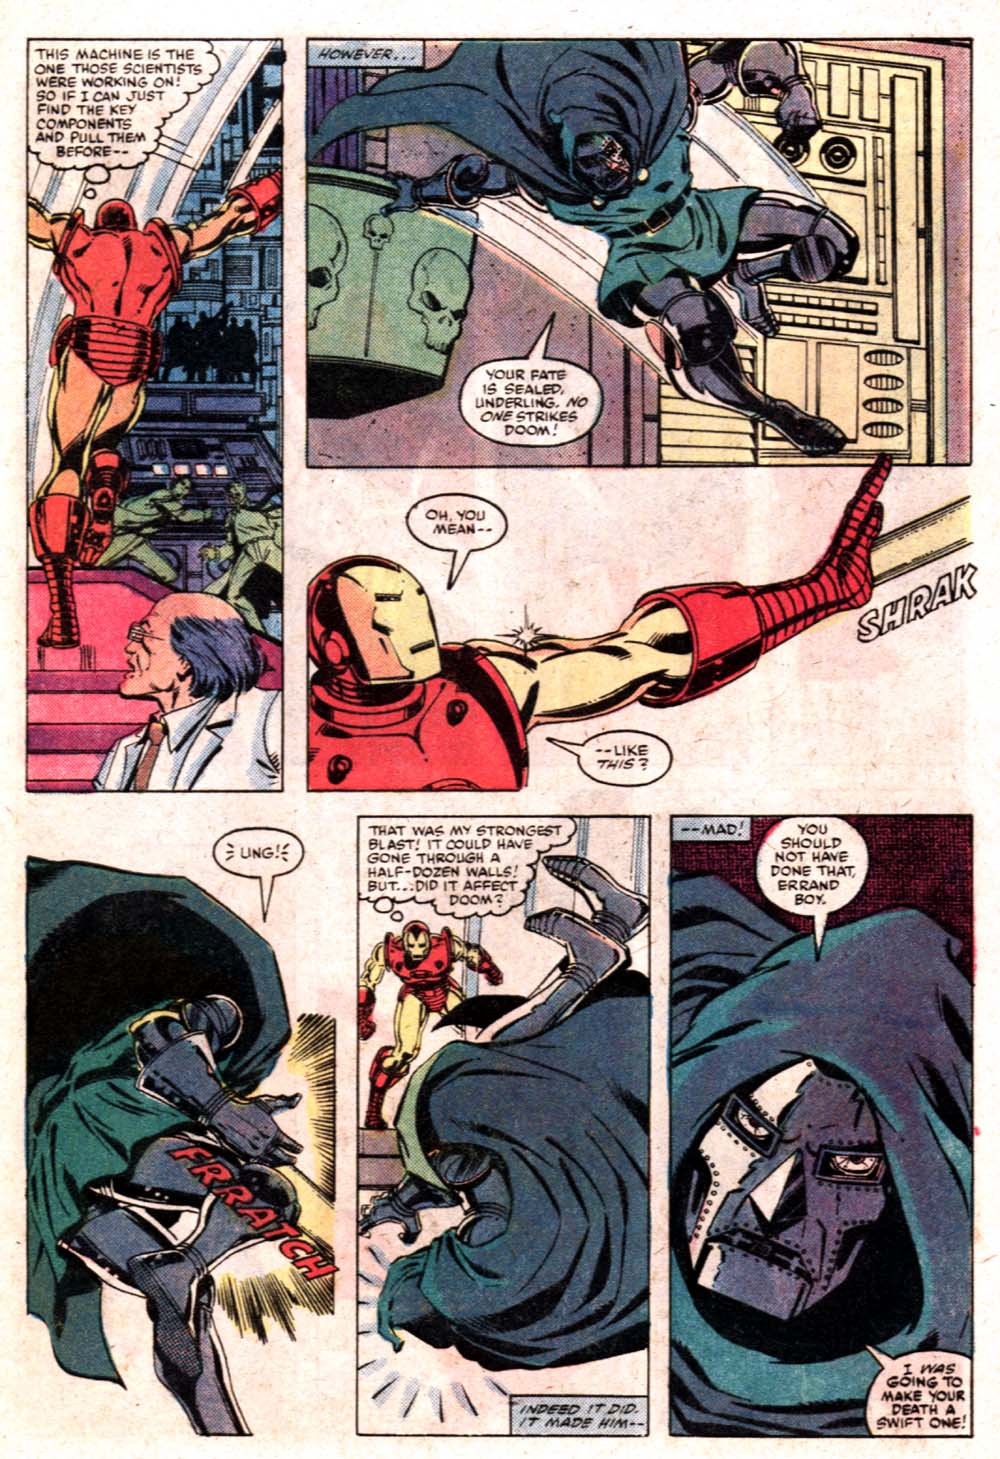 THIS MACHINE IS THE
ONE THOSE SCIENTISTS
WERE WORKING ON!
SO IF I CAN JUST
FIND THE KEY
COMPONENTS
AND PULL THEM
BEFORE--
HOWEVER...
YOUR FATE
IS SEALED,
UNDERLING. NO
ONE STRIKES
DOOM!
OH, YOU
MEAN--
SHRAK
--LIKE
THIS?
UNG!
FRRATCH
THAT WAS MY STRONGEST
BLAST! IT COULD HAVE
GONE THROUGH A
HALF-DOZEN WALLS!
BUT...DID IT AFFECT
DOOM?
INDEED IT DID.
IT MADE HIM--
--MAD!
YOU
SHOULD
NOT HAVE
DONE THAT,
ERRAND
BOY.
I WAS
GOING TO
MAKE YOUR
DEATH A
SWIFT ONE!